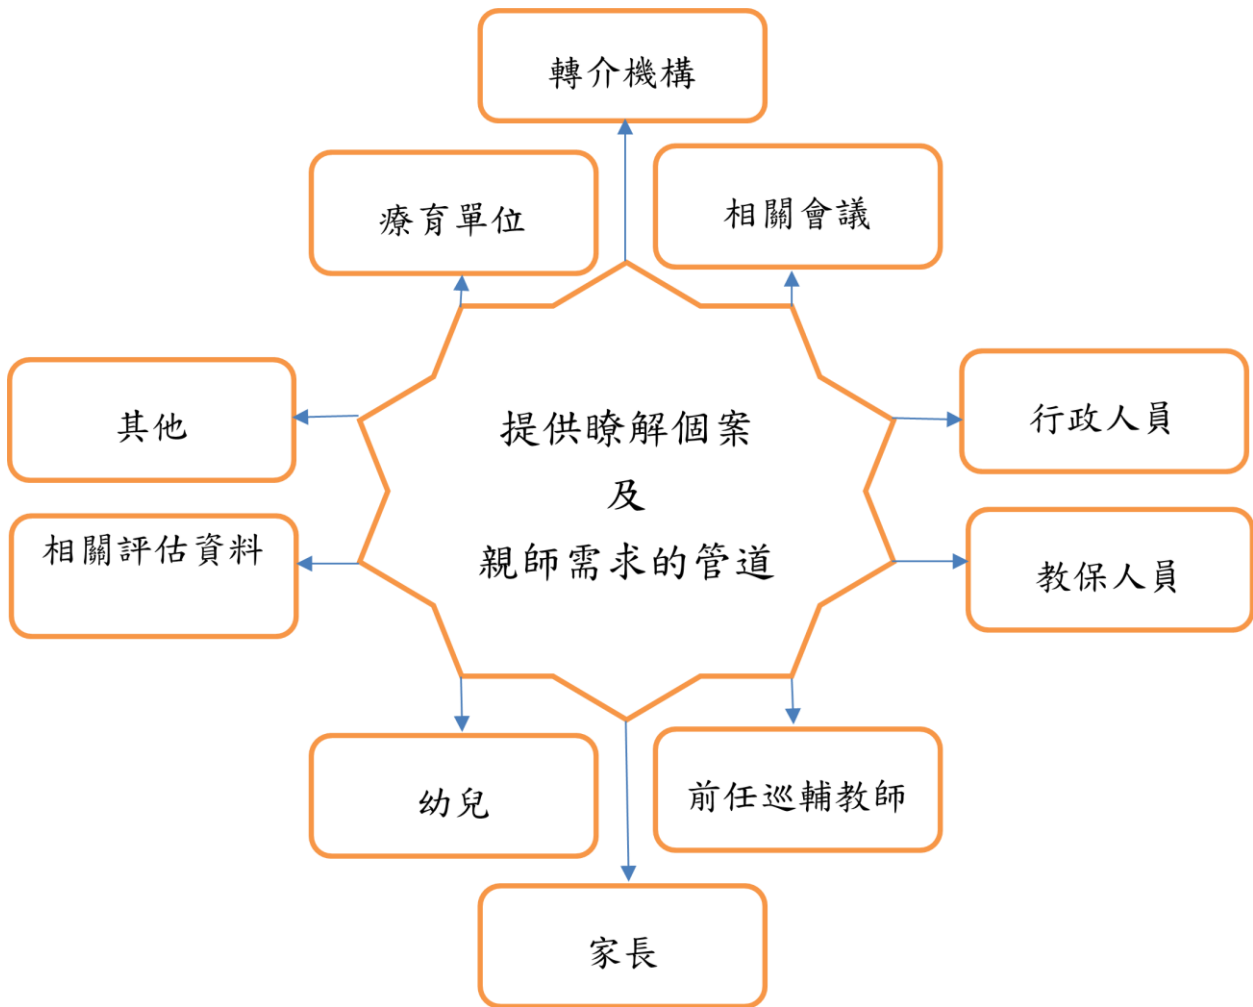 轉介機構
療育單位
相關會議
其他
行政人員
提供瞭解個案
及
親師需求的管道
相關評估資料
教保人員
幼兒
前任巡輔教師
家長